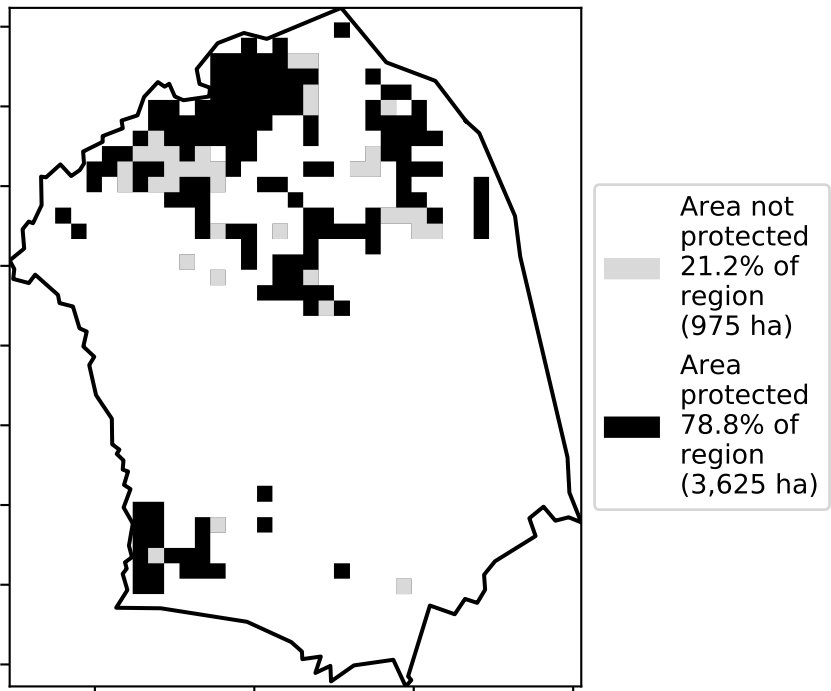 Area not
protected
21.2% of
region
(975 ha)
Area
protected
78.8% of
region
(3,625 ha)